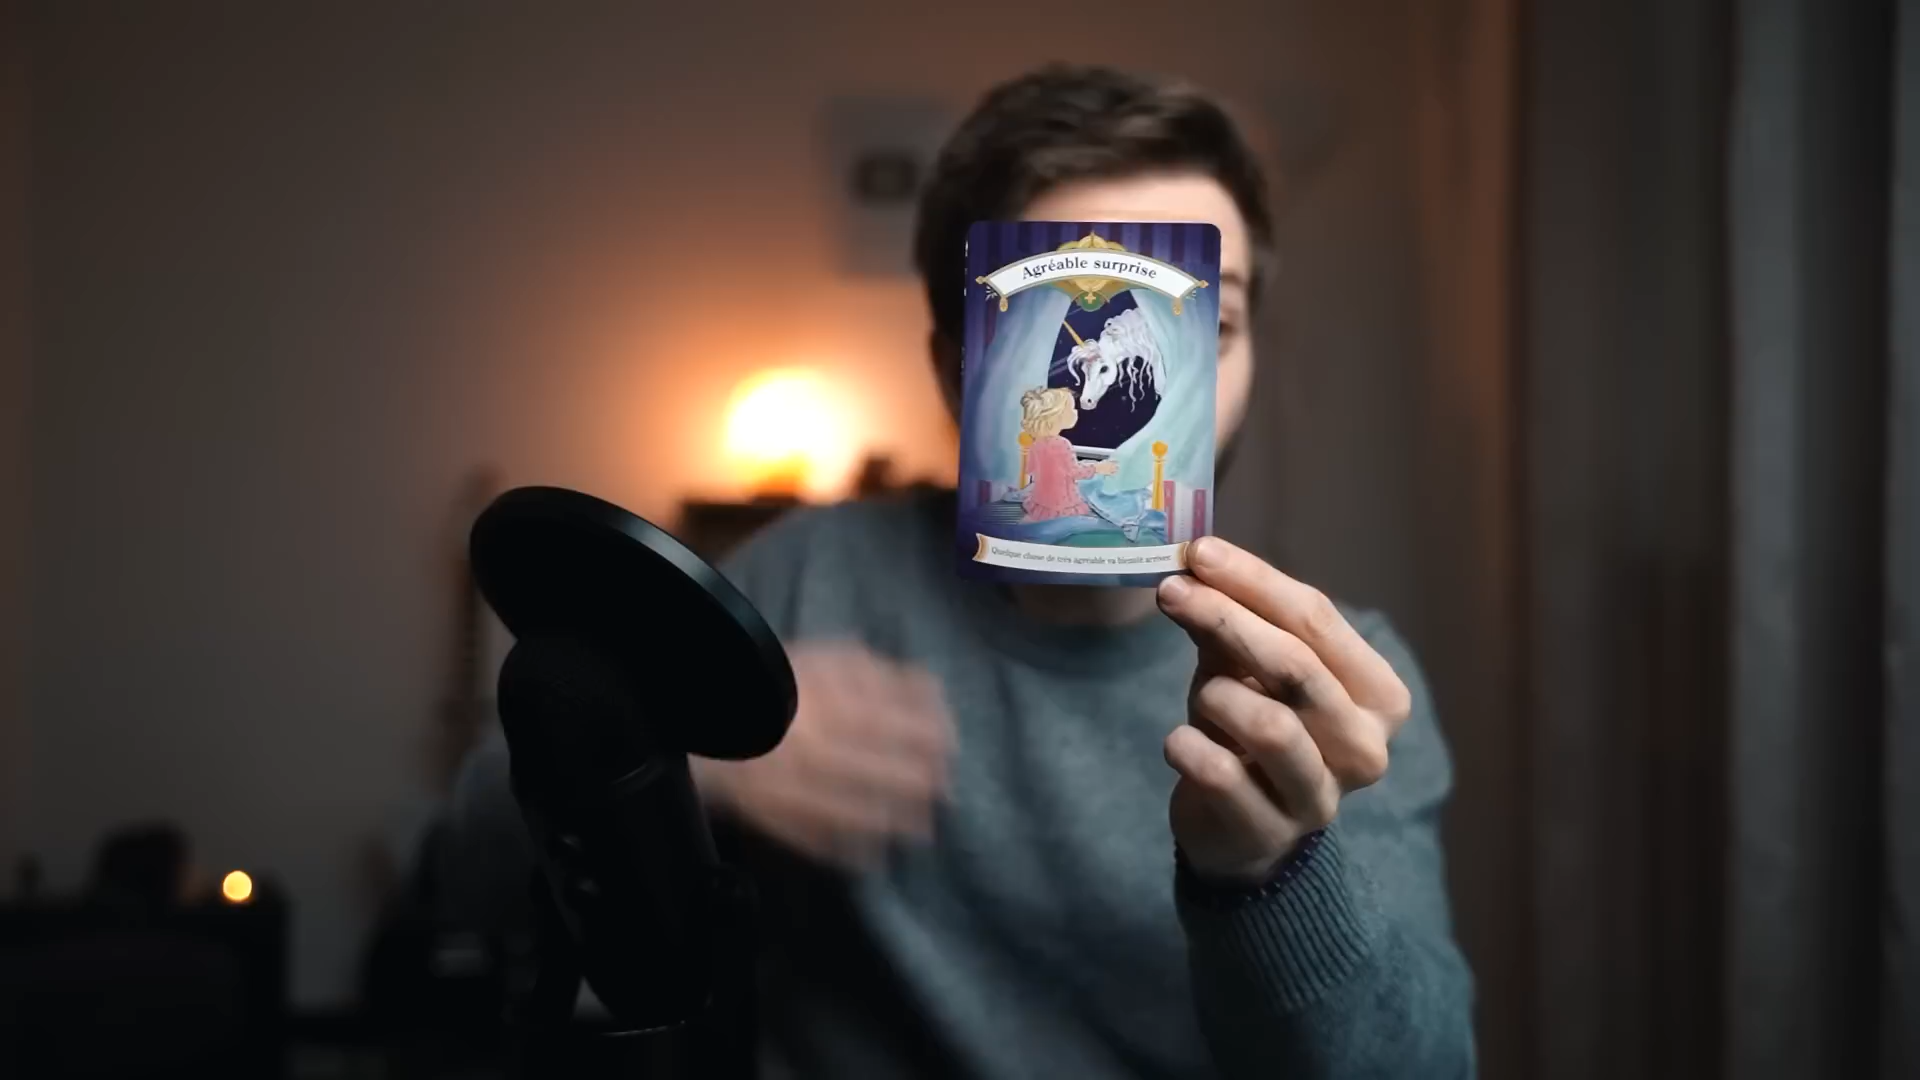 Agréable surprise
Quelque chose de très agréable va bientôt arriver.